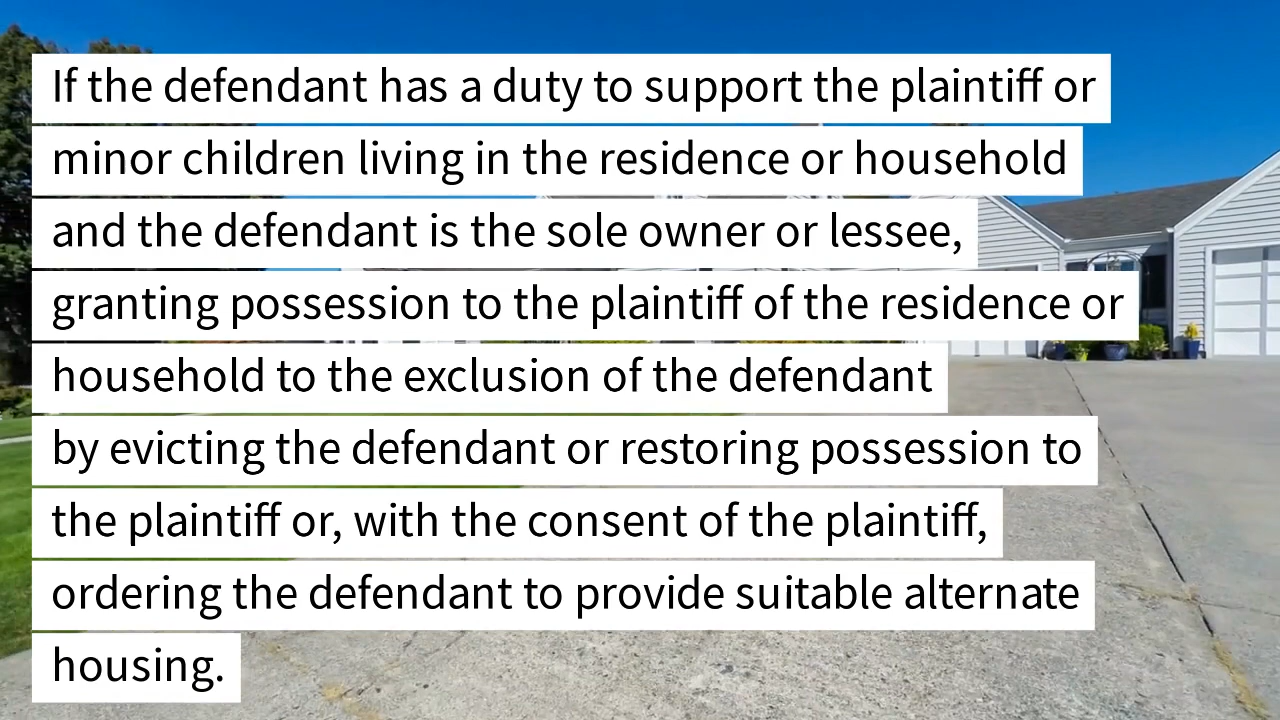 If the defendant has a duty to support the plaintiff or
minor children living in the residence or household
and the defendant is the sole owner or lessee,
granting possession to the plaintiff of the residence or
household to the exclusion of the defendant
by evicting the defendant or restoring possession to
the plaintiff or, with the consent of the plaintiff,
ordering the defendant to provide suitable alternate
housing.